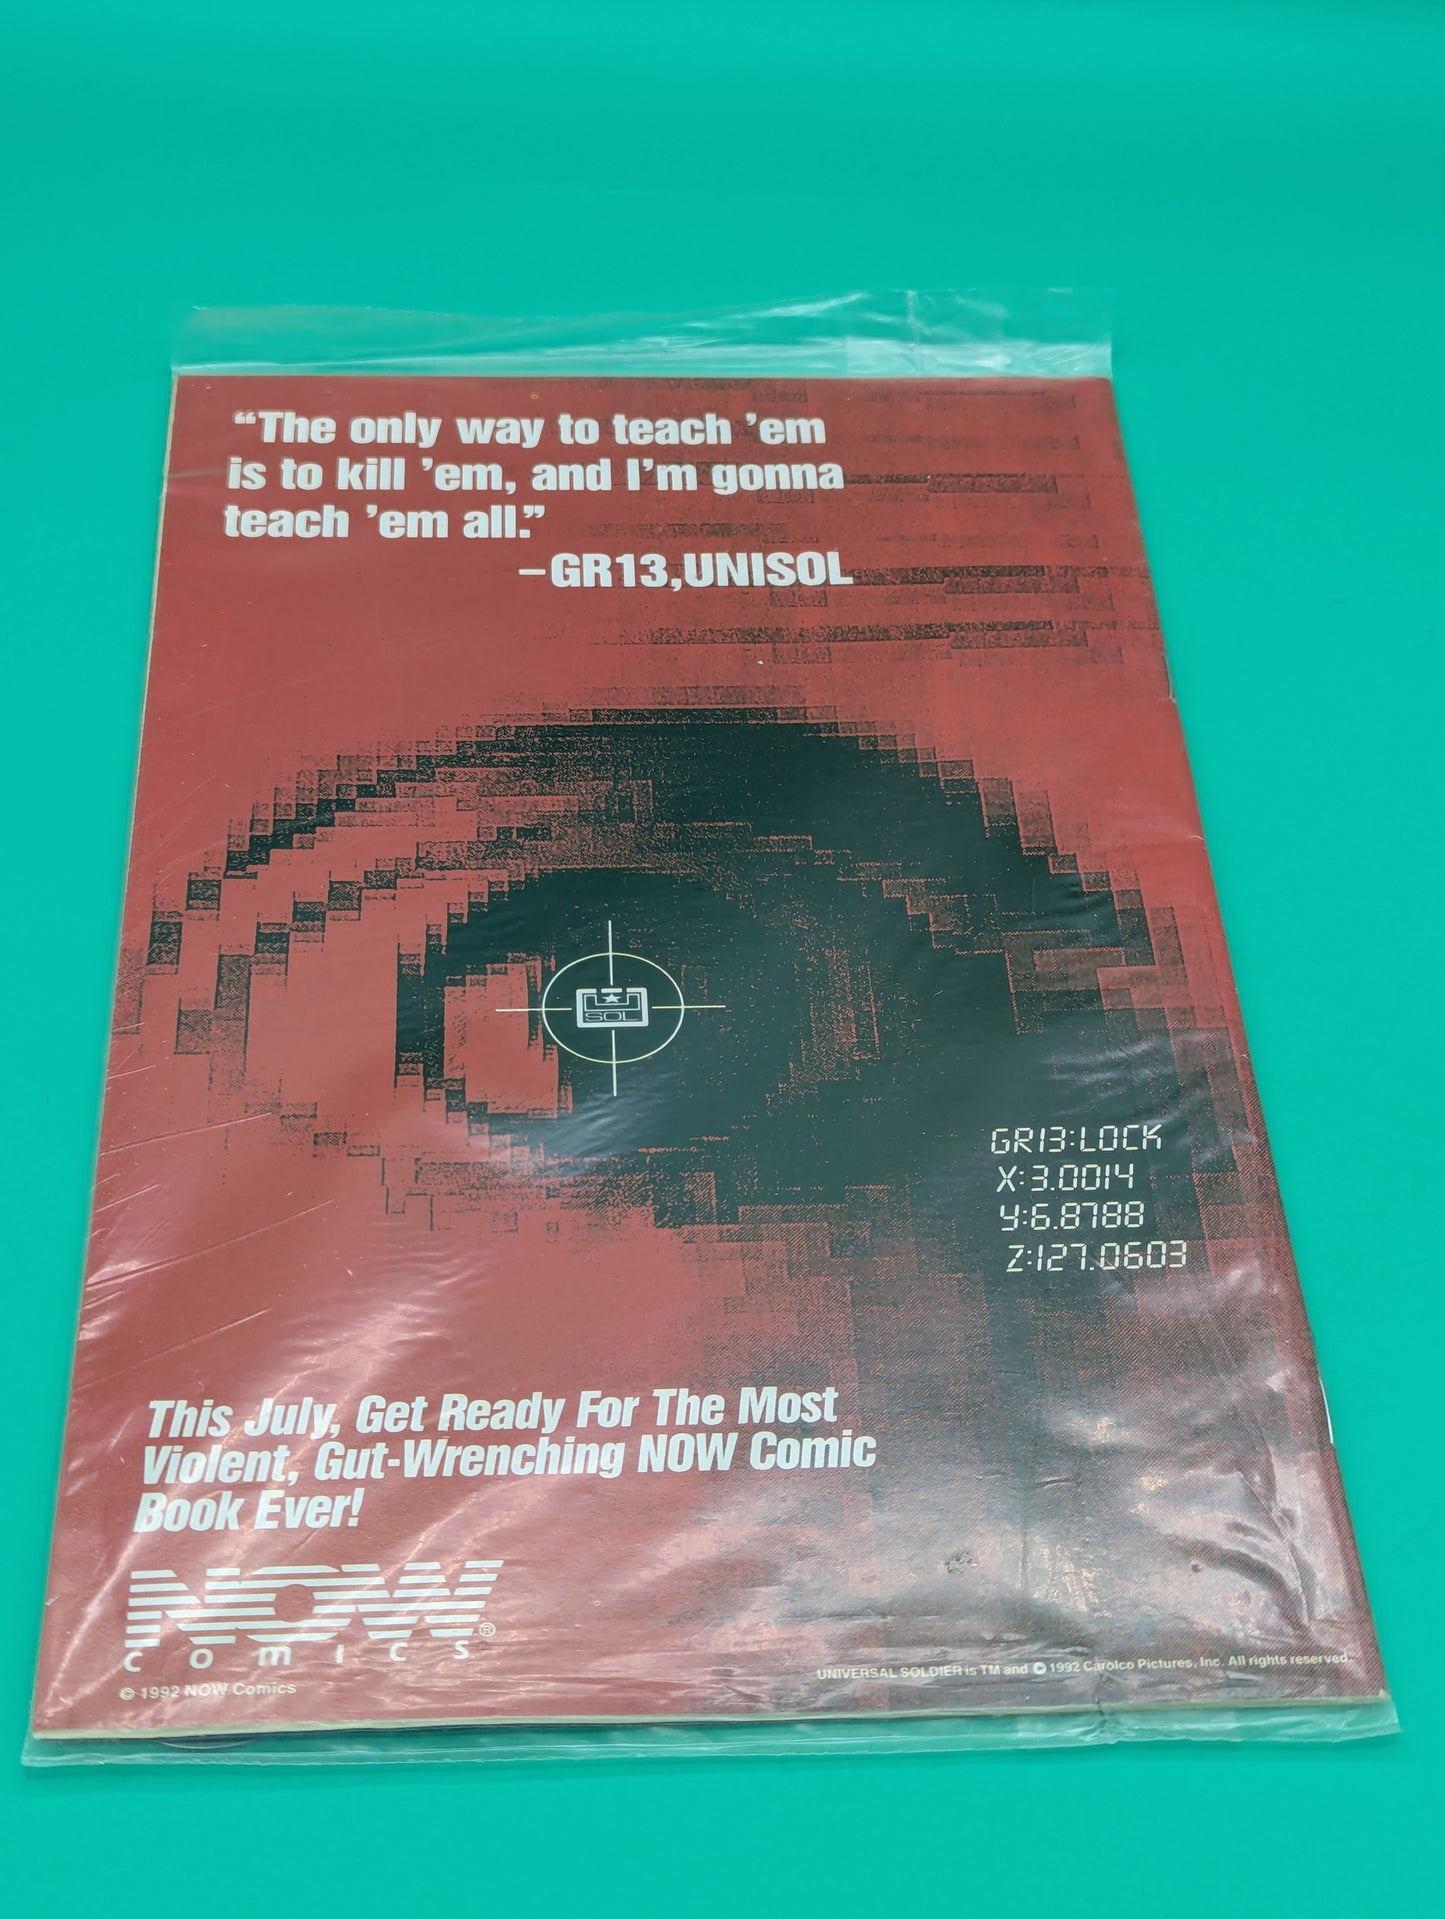 “The only way to teach ’em
is to kill ’em, and I’m gonna
teach ’em all.”
–GR13,UNISOL
SOL
GR13:LOCK
X:3.0014
Y:6.8788
Z:127.0603
This July, Get Ready For The Most
Violent, Gut-Wrenching NOW Comic
Book Ever!
NOW
COMICS®
© 1992 NOW Comics
UNIVERSAL SOLDIER is TM and © 1992 Carolco Pictures, Inc. All rights reserved.